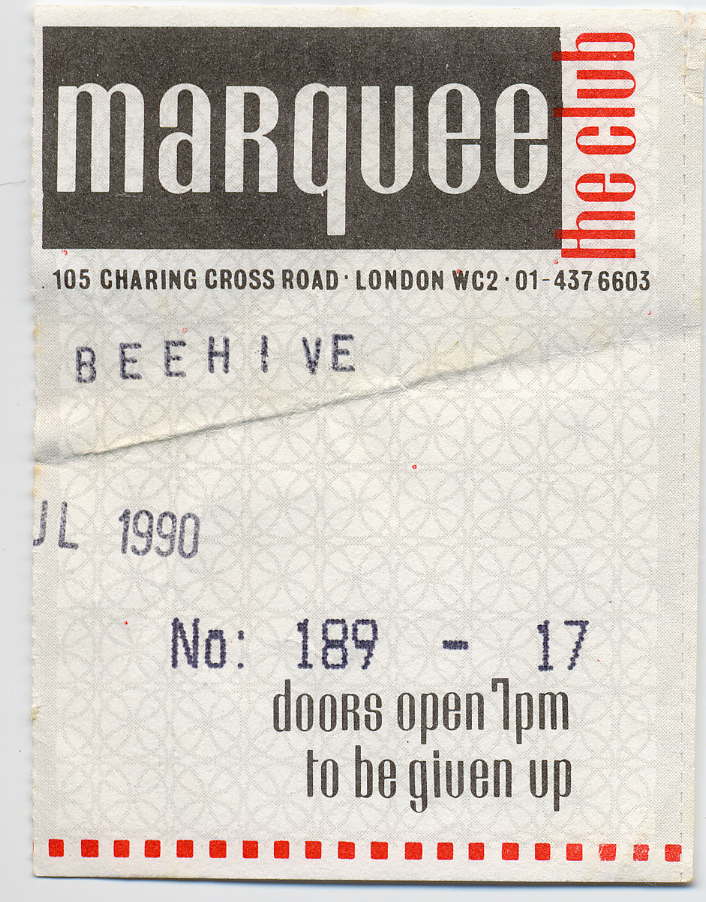 marquee
the club
105 CHARING CROSS ROAD · LONDON WC2 · 01-437 6603
BEEHIVE
UL 1990
No: 189 - 17
doors open 7pm
to be given up